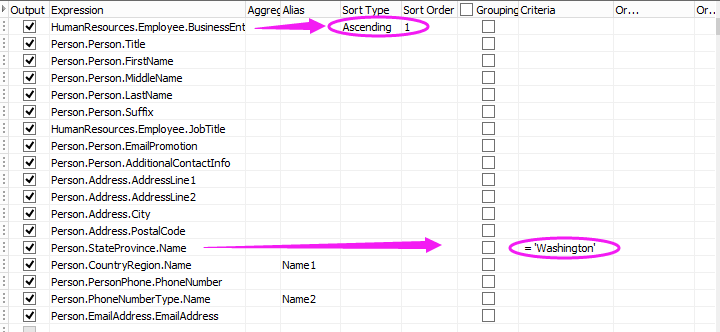 Output Expression Aggreg Alias Sort Type Sort Order Grouping Criteria Or... Or...
HumanResources.Employee.BusinessEnt Ascending 1
Person.Person.Title
Person.Person.FirstName
Person.Person.MiddleName
Person.Person.LastName
Person.Person.Suffix
HumanResources.Employee.JobTitle
Person.Person.EmailPromotion
Person.Person.AdditionalContactInfo
Person.Address.AddressLine1
Person.Address.AddressLine2
Person.Address.City
Person.Address.PostalCode
Person.StateProvince.Name = 'Washington'
Person.CountryRegion.Name Name1
Person.PersonPhone.PhoneNumber
Person.PhoneNumberType.Name Name2
Person.EmailAddress.EmailAddress